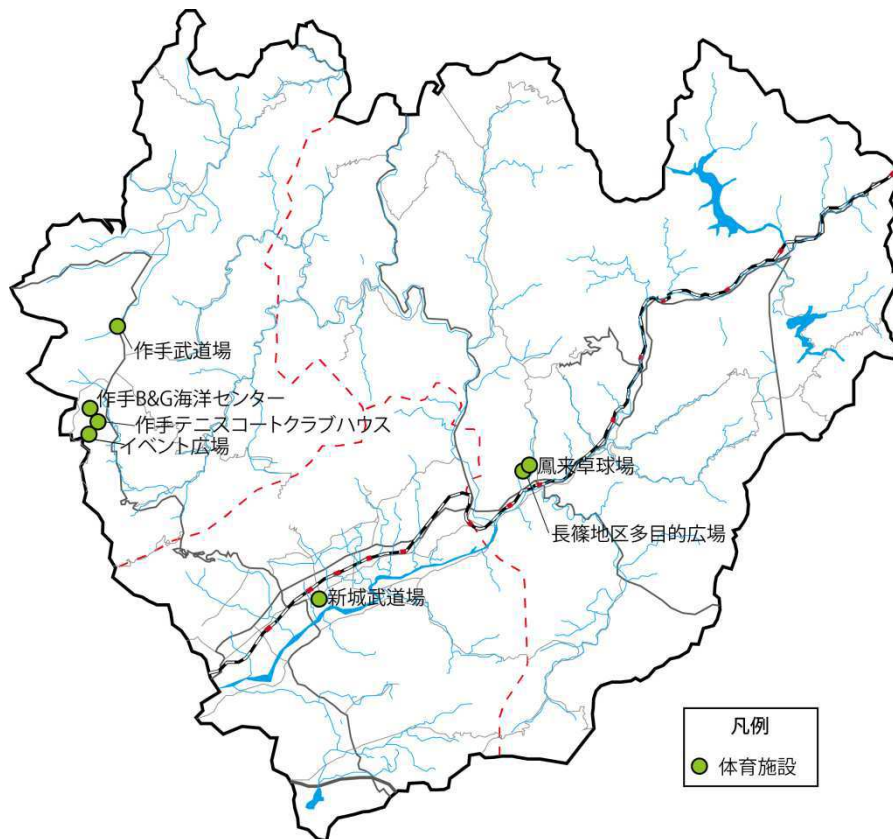 作手武道場
作手B&G海洋センター
作手テニスコートクラブハウス
イベント広場
鳳来卓球場
長篠地区多目的広場
新城武道場
凡例
体育施設